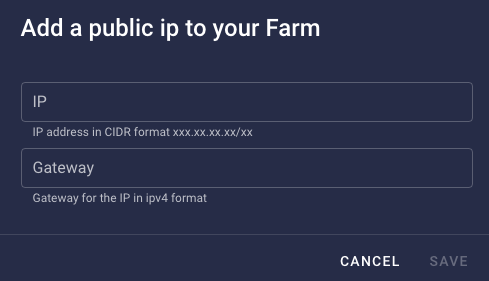 Add a public ip to your Farm
IP
IP address in CIDR format xxx.xx.xx.xx/xx
Gateway
Gateway for the IP in ipv4 format
CANCEL SAVE